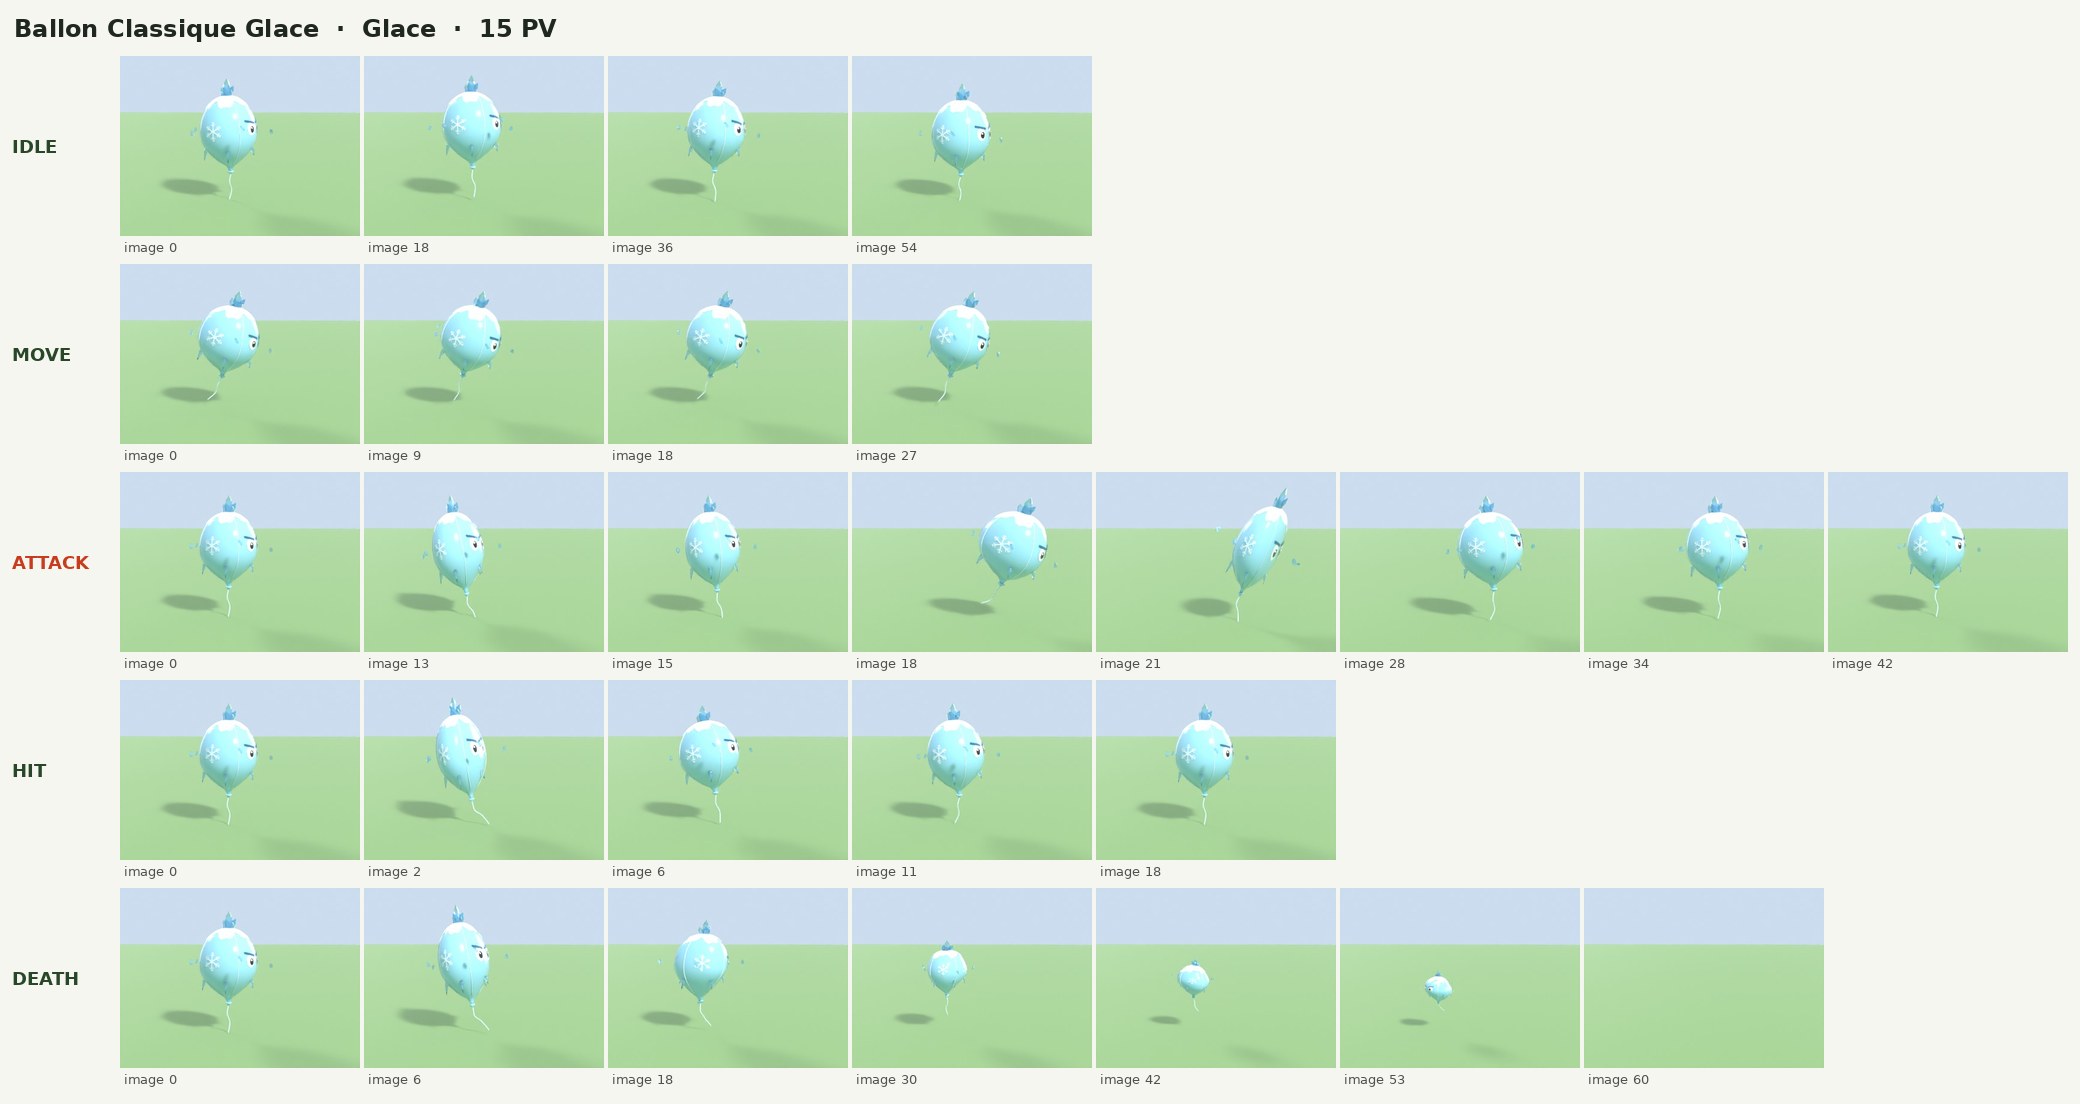 Ballon Classique Glace · Glace · 15 PV
IDLE
image 0 image 18 image 36 image 54
MOVE
image 0 image 9 image 18 image 27
ATTACK
image 0 image 13 image 15 image 18 image 21 image 28 image 34 image 42
HIT
image 0 image 2 image 6 image 11 image 18
DEATH
image 0 image 6 image 18 image 30 image 42 image 53 image 60